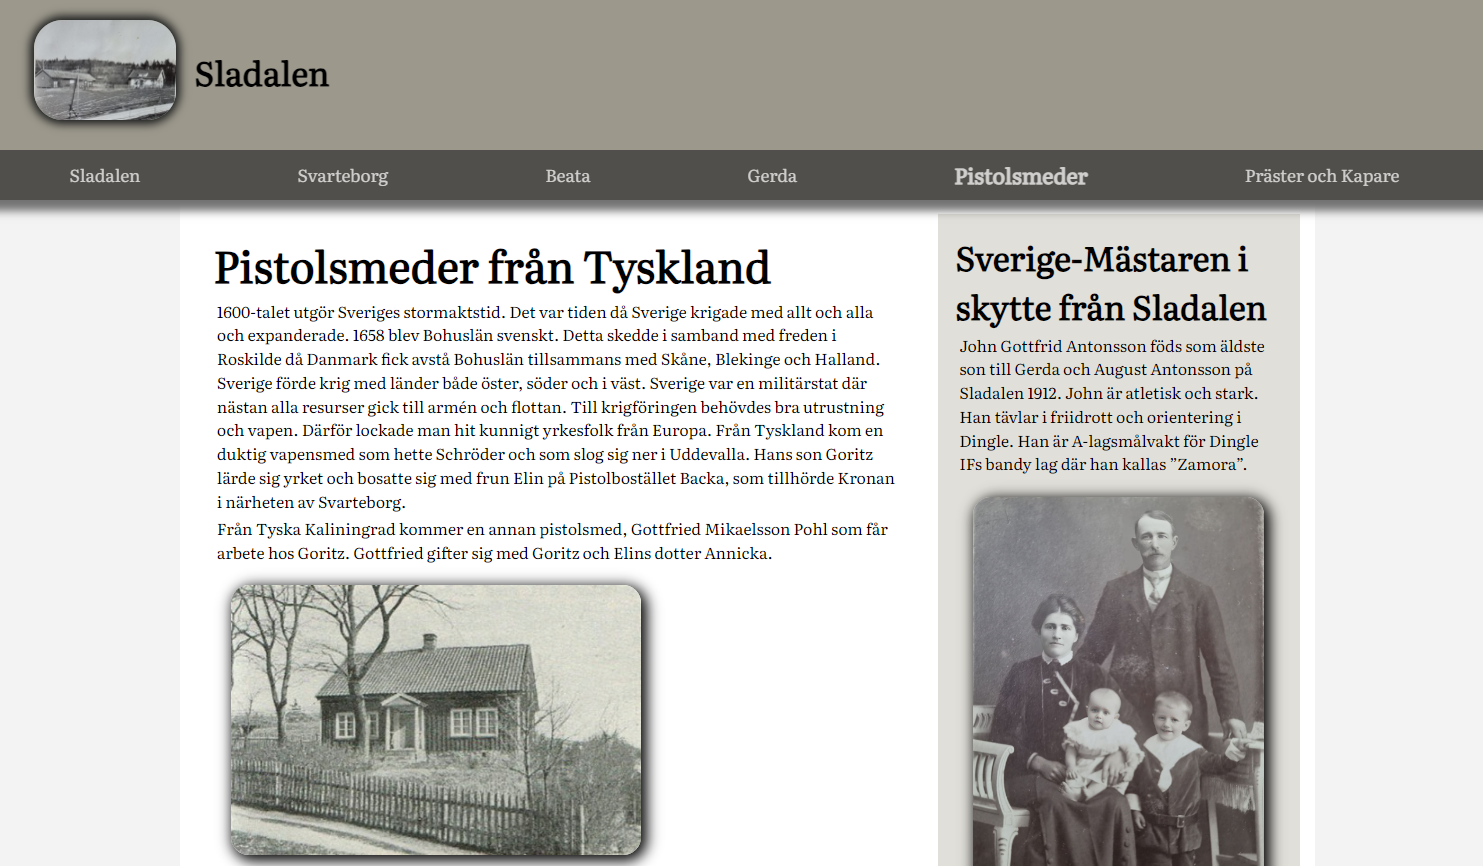 Sladalen
Sladalen
Svarteborg
Beata
Gerda
Pistolsmeder
Präster och Kapare
Pistolsmeder från Tyskland
1600-talet utgör Sveriges stormaktstid. Det var tiden då Sverige krigade med allt och alla
och expanderade. 1658 blev Bohuslän svenskt. Detta skedde i samband med freden i
Roskilde då Danmark fick avstå Bohuslän tillsammans med Skåne, Blekinge och Halland.
Sverige förde krig med länder både öster, söder och i väst. Sverige var en militärstat där
nästan alla resurser gick till armén och flottan. Till krigföringen behövdes bra utrustning
och vapen. Därför lockade man hit kunnigt yrkesfolk från Europa. Från Tyskland kom en
duktig vapensmed som hette Schröder och som slog sig ner i Uddevalla. Hans son Goritz
lärde sig yrket och bosatte sig med frun Elin på Pistolbostället Backa, som tillhörde Kronan
i närheten av Svarteborg.
Från Tyska Kaliningrad kommer en annan pistolsmed, Gottfried Mikaelsson Pohl som får
arbete hos Goritz. Gottfried gifter sig med Goritz och Elins dotter Annicka.
Sverige-Mästaren i
skytte från Sladalen
John Gottfrid Antonsson föds som äldste
son till Gerda och August Antonsson på
Sladalen 1912. John är atletisk och stark.
Han tävlar i friidrott och orientering i
Dingle. Han är A-lagsmålvakt för Dingle
IFs bandy lag där han kallas ”Zamora”.